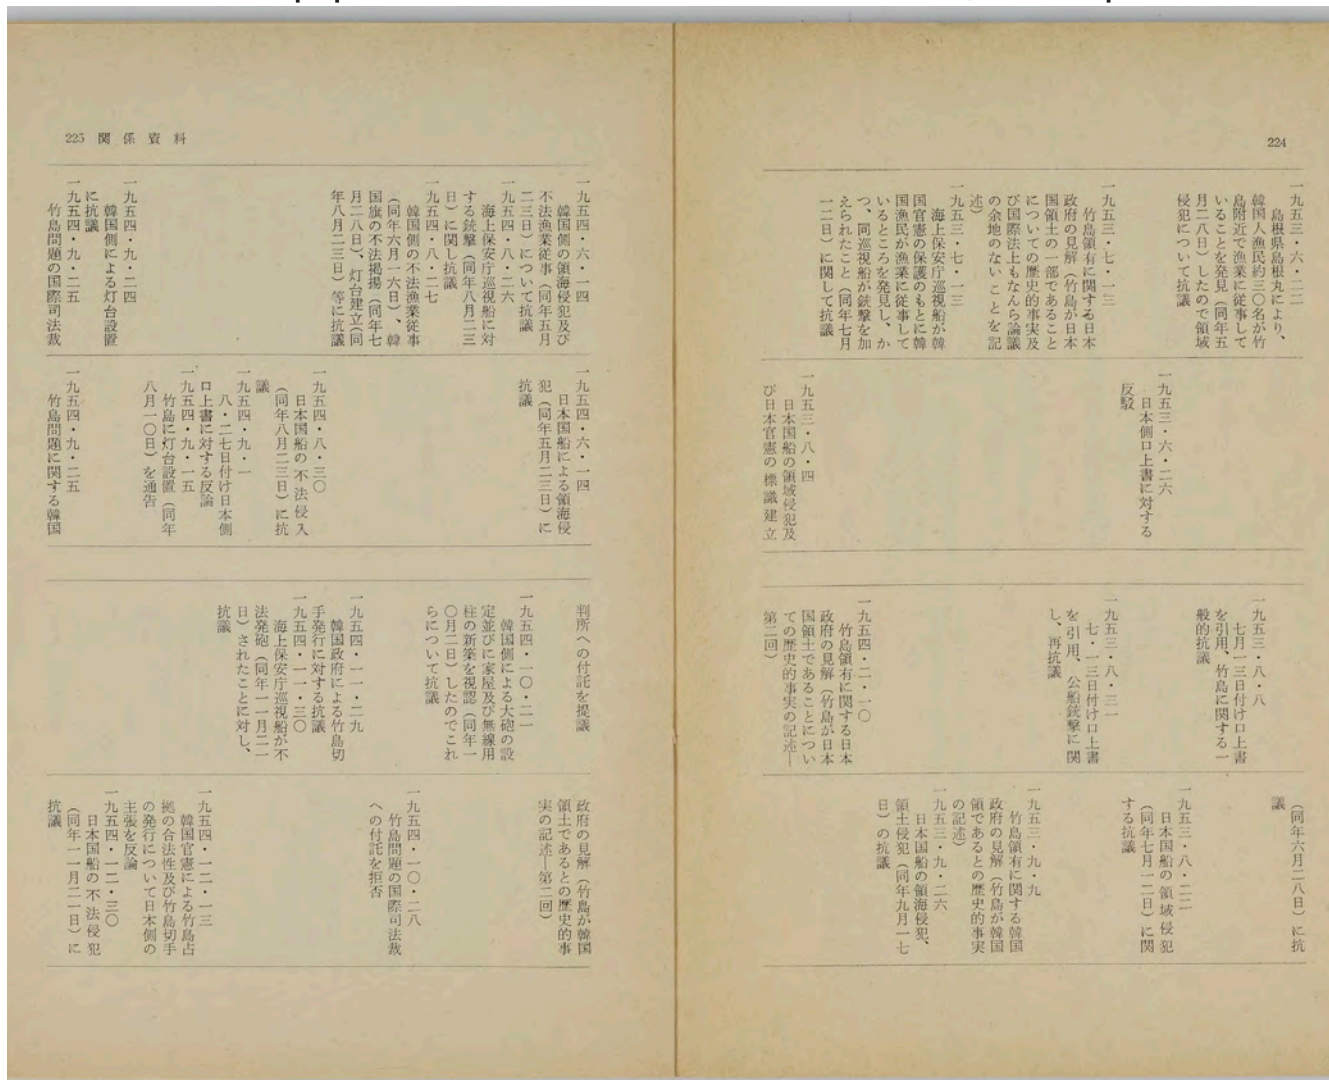 224
一九五三・六・二二
島根県島根丸により、
韓国人漁民約三〇名が竹
島附近で漁業に従事して
いることを発見（同年五
月二八日）したので領域
侵犯について抗議
一九五三・七・一三
竹島領有に関する日本
政府の見解（竹島が日本
国領土の一部であること
についての歴史的事実及
び国際法上もなんら論議
の余地のないことを記
述）
一九五三・七・一三
海上保安庁巡視船が韓
国官憲の保護のもとに韓
国漁民が漁業に従事して
いるところを発見し、か
つ、同巡視船が銃撃を加
えられたこと（同年七月
一二日）に関して抗議
一九五三・六・二六
日本側口上書に対する
反駁
一九五三・八・四
日本国船の領域侵犯及
び日本官憲の標識建立
一九五三・八・八
七月一三日付け口上書
を引用、竹島に関する一
般的抗議
一九五三・八・三一
七・一三日付け口上書
を引用、公船銃撃に関
し、再抗議
一九五四・二・一〇
竹島領有に関する日本
政府の見解（竹島が日本
国領土であることについ
ての歴史的事実の記述―
第二回）
（同年六月二八日）に抗
議
一九五三・八・二二
日本国船の領域侵犯
（同年七月一二日）に関
する抗議
一九五三・九・九
竹島領有に関する韓国
政府の見解（竹島が韓国
領であるとの歴史的事実
の記述）
一九五三・九・二六
日本国船の領海侵犯、
領土侵犯（同年九月一七
日）の抗議
225 関係資料
一九五四・六・一四
韓国側の領海侵犯及び
不法漁業従事（同年五月
二三日）について抗議
一九五四・八・二六
海上保安庁巡視船に対
する銃撃（同年八月二三
日）に関し抗議
一九五四・八・二七
韓国側の不法漁業従事
（同年六月一六日）、韓
国旗の不法掲揚（同年七
月二八日）、灯台建立（同
年八月二三日）等に抗議
一九五四・九・二四
韓国側による灯台設置
に抗議
一九五四・九・二五
竹島問題の国際司法裁
一九五四・六・一四
日本国船による領海侵
犯（同年五月二三日）に
抗議
一九五四・八・三〇
日本国船の不法侵入
（同年八月二三日）に抗
議
一九五四・九・一
八・二七日付け日本側
口上書に対する反論
一九五四・九・一五
竹島に灯台設置（同年
八月一〇日）を通告
一九五四・九・二五
竹島問題に関する韓国
判所への付託を提議
一九五四・一〇・二一
韓国側による大砲の設
定並びに家屋及び無線用
柱の新築を視認（同年一
〇月二日）したのでこれ
らについて抗議
一九五四・一一・二九
韓国政府による竹島切
手発行に対する抗議
一九五四・一一・三〇
海上保安庁巡視船が不
法発砲（同年一一月二一
日）されたことに対し、
抗議
政府の見解（竹島が韓国
領土であるとの歴史的事
実の記述―第二回）
一九五四・一〇・二八
竹島問題の国際司法裁
への付託を拒否
一九五四・一二・一三
韓国官憲による竹島占
拠の合法性及び竹島切手
の発行について日本側の
主張を反論
一九五四・一二・三〇
日本国船の不法侵犯
（同年一一月二一日）に
抗議